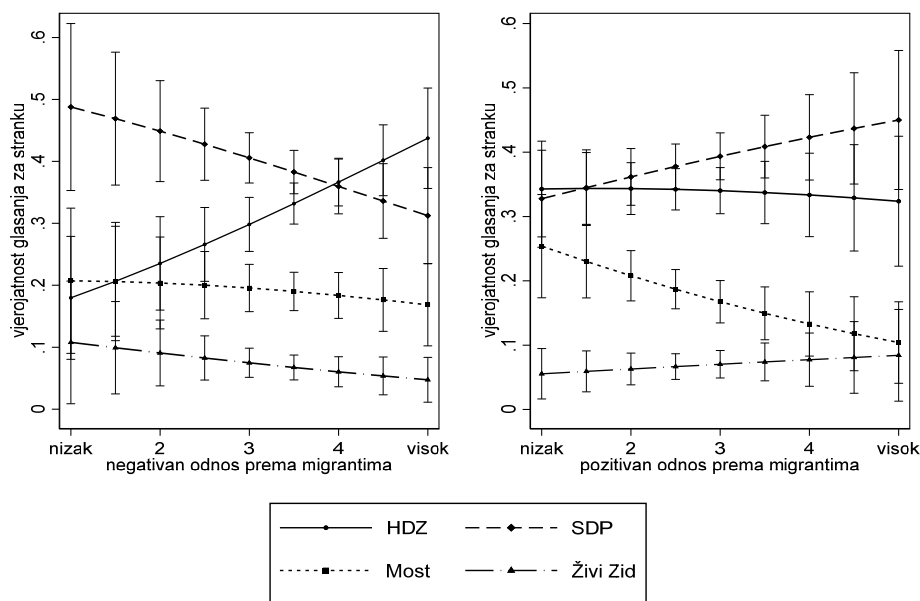 vjerojatnost glasanja za stranku
.6
.5
.4
.3
.2
.1
0
nizak 2 3 4 visok
negativan odnos prema migrantima
vjerojatnost glasanja za stranku
.6
.5
.4
.3
.2
.1
0
nizak 2 3 4 visok
pozitivan odnos prema migrantima
HDZ SDP
Most Živi Zid